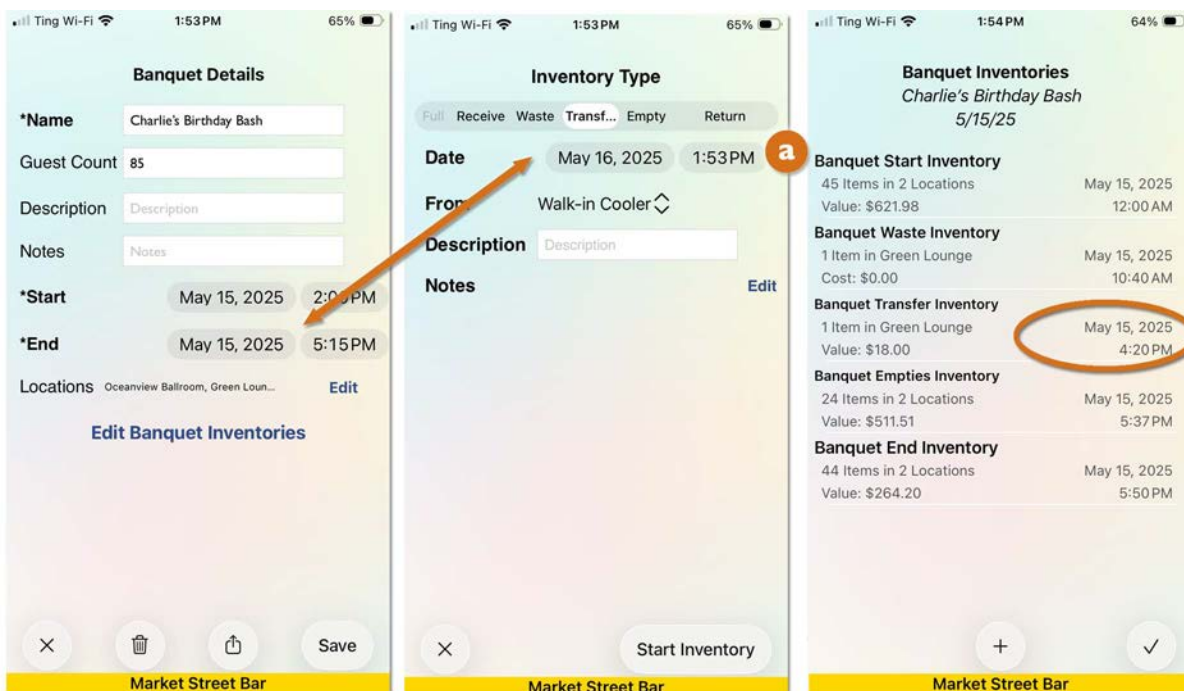 Ting Wi-Fi 1:53 PM 65%
Banquet Details
*Name Charlie's Birthday Bash
Guest Count 85
Description Description
Notes Notes
*Start May 15, 2025
*End May 15, 2025 5:15 PM
Locations Oceanview Ballroom, Green Loun...
Edit
Edit Banquet Inventories
Save
Market Street Bar
Ting Wi-Fi 1:53 PM 65%
Inventory Type
Full Receive Waste Transf... Empty Return
Date May 16, 2025 1:53 PM a
From Walk-in Cooler
Description Description
Notes Edit
Start Inventory
Market Street Bar
Ting Wi-Fi 1:54 PM 64%
Banquet Inventories
Charlie's Birthday Bash
5/15/25
Banquet Start Inventory
45 Items in 2 Locations May 15, 2025
Value: $621.98 12:00 AM
Banquet Waste Inventory
1 Item in Green Lounge May 15, 2025
Cost: $0.00 10:40 AM
Banquet Transfer Inventory
1 Item in Green Lounge May 15, 2025
Value: $18.00 4:20 PM
Banquet Empties Inventory
24 Items in 2 Locations May 15, 2025
Value: $511.51 5:37 PM
Banquet End Inventory
44 Items in 2 Locations May 15, 2025
Value: $264.20 5:50 PM
Market Street Bar